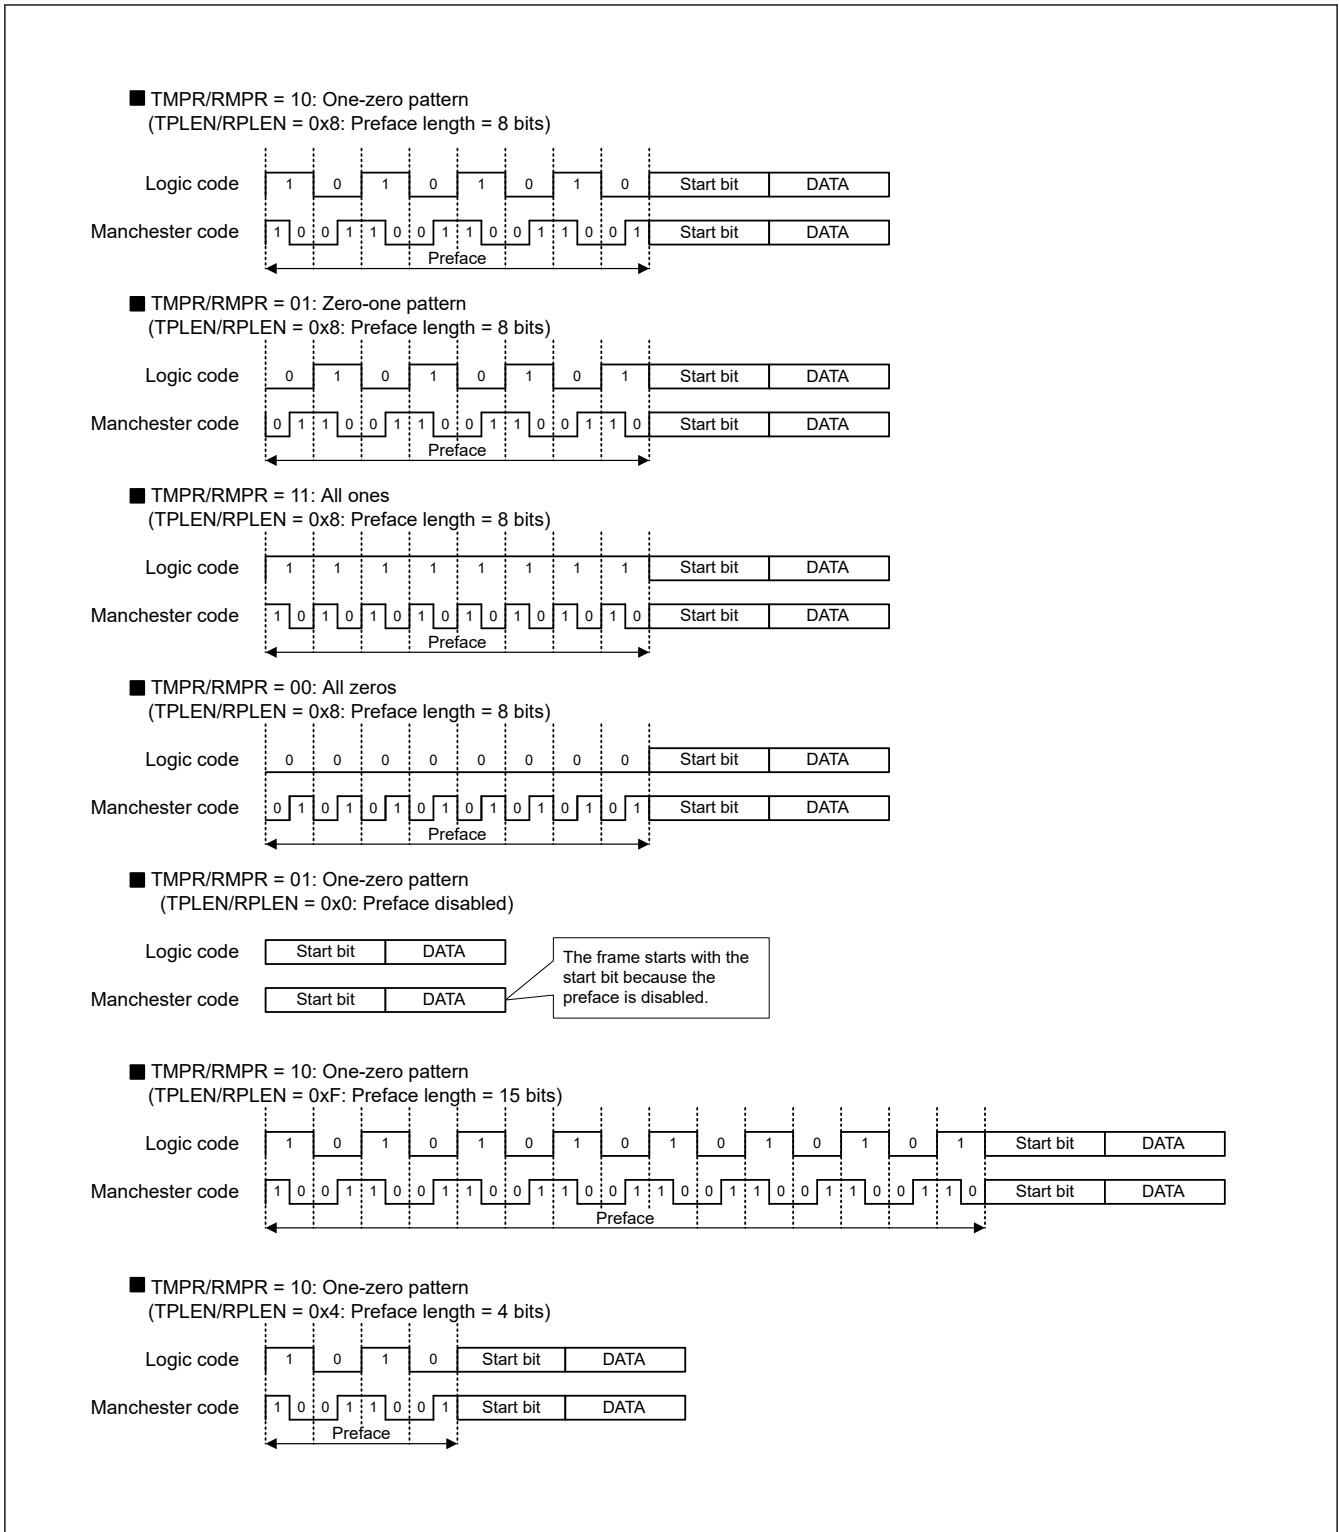 ■ TMPR/RMPR = 10: One-zero pattern
(TPLEN/RPLEN = 0x8: Preface length = 8 bits)
Logic code 1 0 1 0 1 0 1 0 Start bit DATA
Manchester code 1 0 0 1 1 0 0 1 1 0 0 1 1 0 0 1 Start bit DATA
Preface
■ TMPR/RMPR = 01: Zero-one pattern
(TPLEN/RPLEN = 0x8: Preface length = 8 bits)
Logic code 0 1 0 1 0 1 0 1 Start bit DATA
Manchester code 0 1 1 0 0 1 1 0 0 1 1 0 0 1 1 0 Start bit DATA
Preface
■ TMPR/RMPR = 11: All ones
(TPLEN/RPLEN = 0x8: Preface length = 8 bits)
Logic code 1 1 1 1 1 1 1 1 Start bit DATA
Manchester code 1 0 1 0 1 0 1 0 1 0 1 0 1 0 1 0 Start bit DATA
Preface
■ TMPR/RMPR = 00: All zeros
(TPLEN/RPLEN = 0x8: Preface length = 8 bits)
Logic code 0 0 0 0 0 0 0 0 Start bit DATA
Manchester code 0 1 0 1 0 1 0 1 0 1 0 1 0 1 0 1 Start bit DATA
Preface
■ TMPR/RMPR = 01: One-zero pattern
(TPLEN/RPLEN = 0x0: Preface disabled)
Logic code Start bit DATA
Manchester code Start bit DATA
The frame starts with the
start bit because the
preface is disabled.
■ TMPR/RMPR = 10: One-zero pattern
(TPLEN/RPLEN = 0xF: Preface length = 15 bits)
Logic code 1 0 1 0 1 0 1 0 1 0 1 0 1 0 1 Start bit DATA
Manchester code 1 0 0 1 1 0 0 1 1 0 0 1 1 0 0 1 1 0 0 1 1 0 0 1 1 0 0 1 1 0 Start bit DATA
Preface
■ TMPR/RMPR = 10: One-zero pattern
(TPLEN/RPLEN = 0x4: Preface length = 4 bits)
Logic code 1 0 1 0 Start bit DATA
Manchester code 1 0 0 1 1 0 0 1 Start bit DATA
Preface